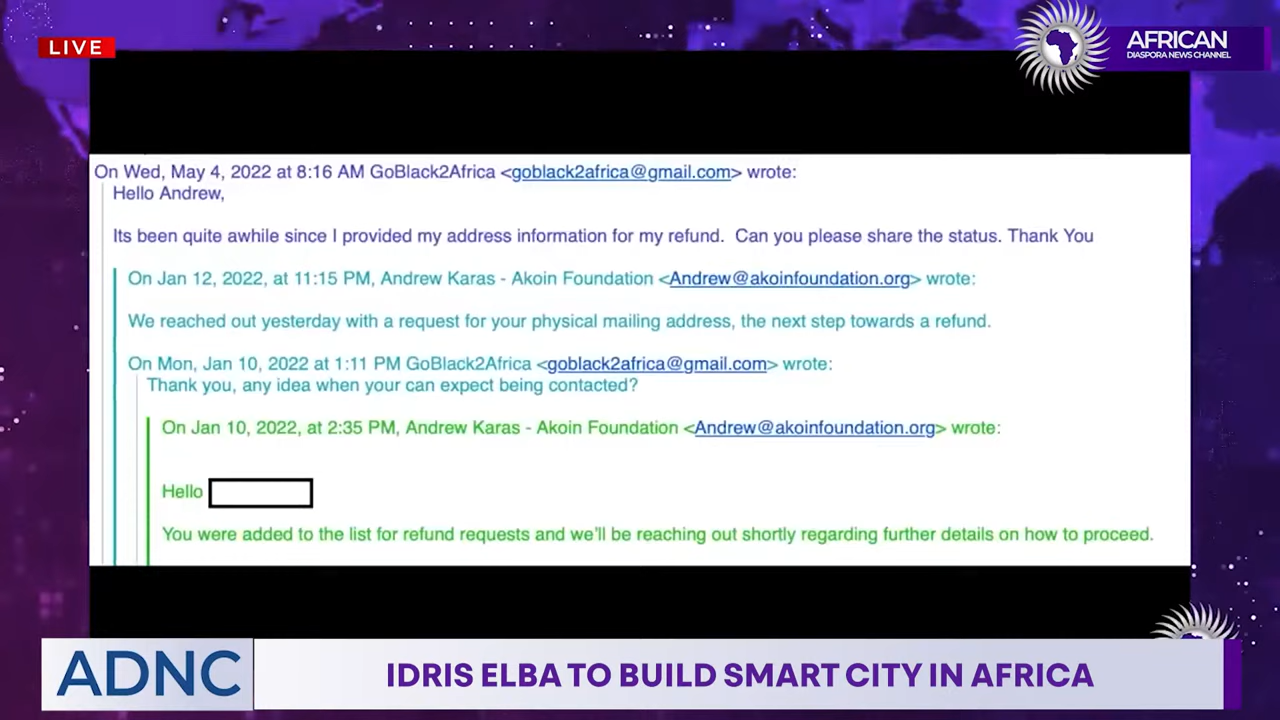 LIVE
AFRICAN
DIASPORA NEWS CHANNEL
On Wed, May 4, 2022 at 8:16 AM GoBlack2Africa <goblack2africa@gmail.com> wrote:
Hello Andrew,
Its been quite awhile since I provided my address information for my refund.  Can you please share the status. Thank You
On Jan 12, 2022, at 11:15 PM, Andrew Karas - Akoin Foundation <Andrew@akoinfoundation.org> wrote:
We reached out yesterday with a request for your physical mailing address, the next step towards a refund.
On Mon, Jan 10, 2022 at 1:11 PM GoBlack2Africa <goblack2africa@gmail.com> wrote:
Thank you, any idea when your can expect being contacted?
On Jan 10, 2022, at 2:35 PM, Andrew Karas - Akoin Foundation <Andrew@akoinfoundation.org> wrote:
Hello
You were added to the list for refund requests and we'll be reaching out shortly regarding further details on how to proceed.
ADNC
IDRIS ELBA TO BUILD SMART CITY IN AFRICA